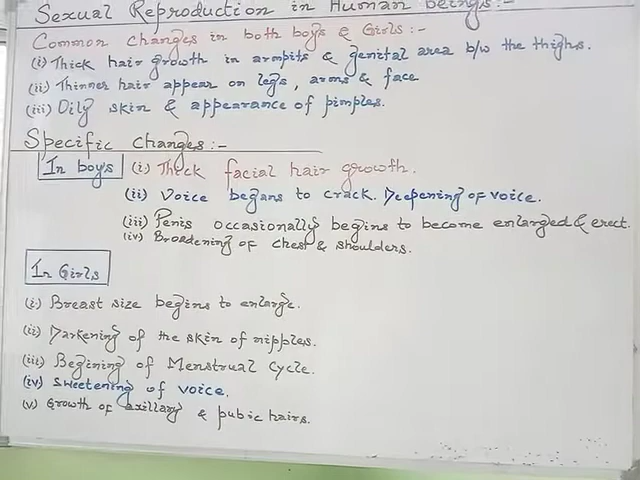 Sexual Reproduction in Human beings:-
Common changes in both boys & Girls:-
(i) Thick hair growth in armpits & genital area b/w the thighs.
(ii) Thinner hair appear on legs, arms & face
(iii) Oily skin & appearance of pimples.
Specific changes:-
In boy's (i) Thick facial hair growth.
(ii) Voice begans to crack. Deepening of voice.
(iii) Penis occasionally begins to become enlarged & erect.
(iv) Broadening of chest & shoulders.
In Girls
(i) Breast size begins to enlarge.
(ii) Darkening of the skin of nipples.
(iii) Begining of Menstrual Cycle.
(iv) Sweetening of voice.
(v) Growth of axillary & pubic hairs.